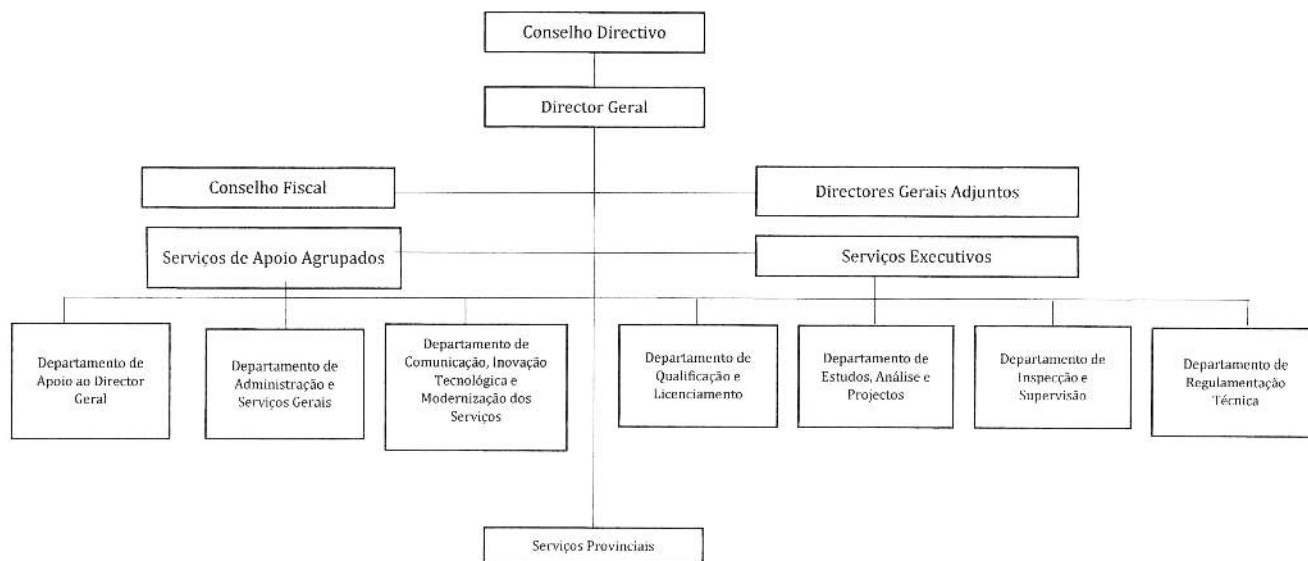 Conselho Directivo
Director Geral
Conselho Fiscal
Directores Gerais Adjuntos
Serviços de Apoio Agrupados
Serviços Executivos
Departamento de
Apoio ao Director
Geral
Departamento de
Administração e
Serviços Gerais
Departamento de
Comunicação, Inovação
Tecnológica e
Modernização dos
Serviços
Departamento de
Qualificação e
Licenciamento
Departamento de
Estudos, Análise e
Projectos
Departamento de
Inspecção e
Supervisão
Departamento de
Regulamentação
Técnica
Serviços Provinciais